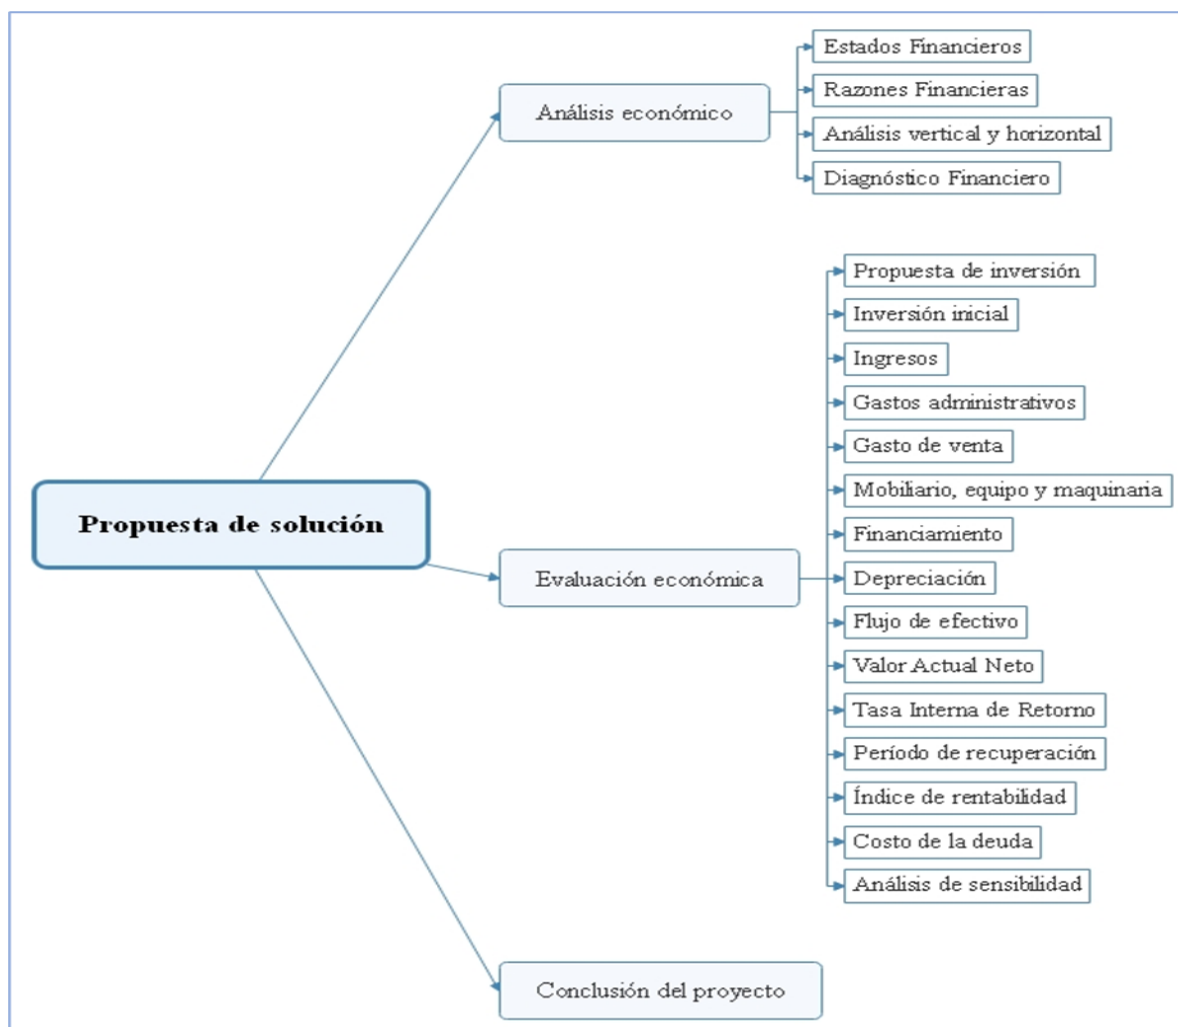 Propuesta de solución
Análisis económico
Estados Financieros
Razones Financieras
Análisis vertical y horizontal
Diagnóstico Financiero
Evaluación económica
Propuesta de inversión
Inversión inicial
Ingresos
Gastos administrativos
Gasto de venta
Mobiliario, equipo y maquinaria
Financiamiento
Depreciación
Flujo de efectivo
Valor Actual Neto
Tasa Interna de Retorno
Período de recuperación
Índice de rentabilidad
Costo de la deuda
Análisis de sensibilidad
Conclusión del proyecto